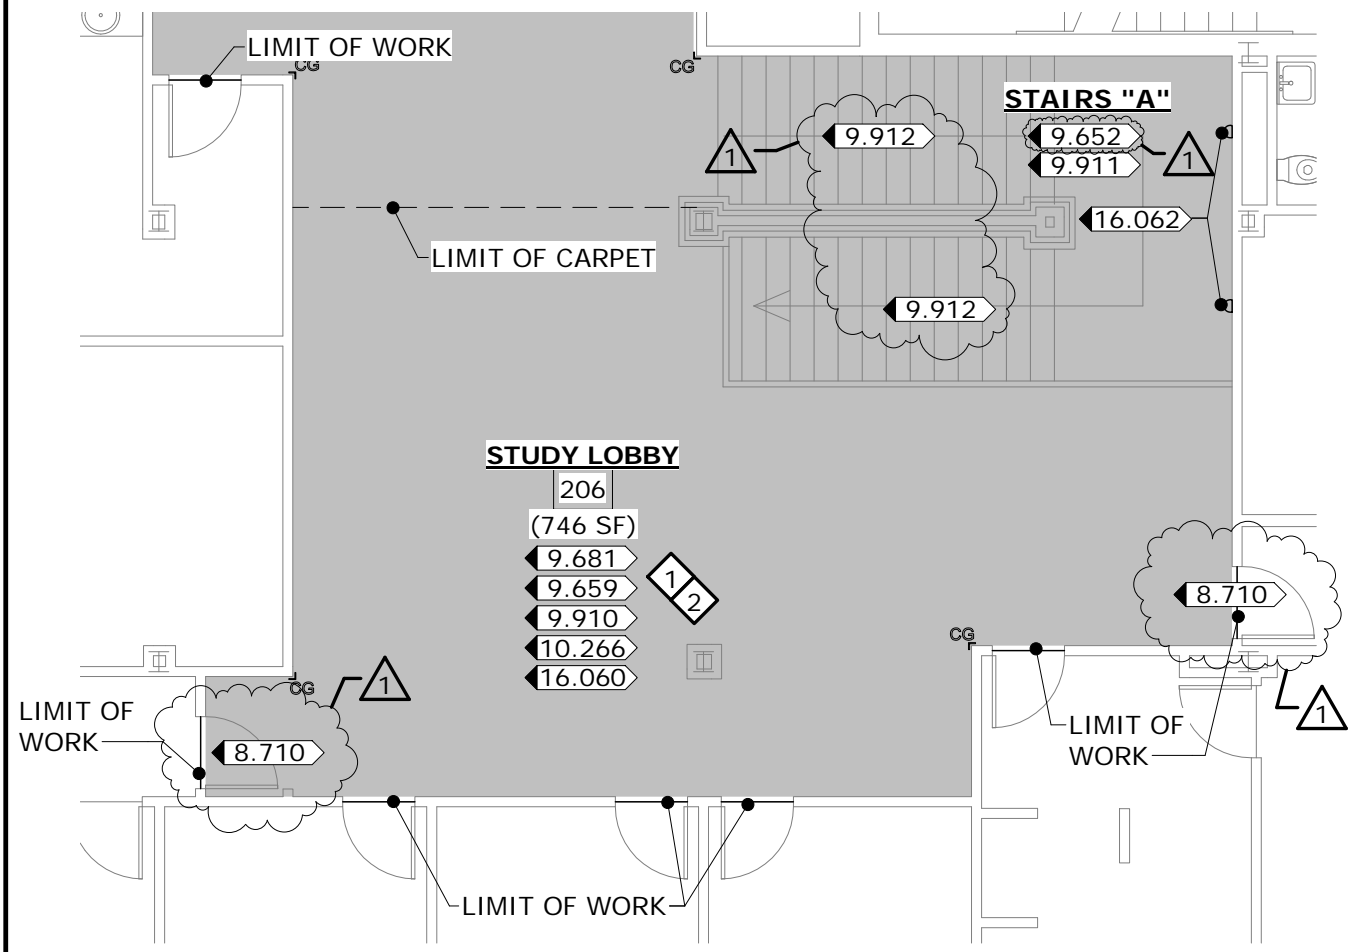 LIMIT OF WORK
CG
CG
STAIRS "A"
9.912
9.652
1
1
9.911
16.062
LIMIT OF CARPET
9.912
STUDY LOBBY
206
(746 SF)
9.681
9.659
1
2
9.910
10.266
16.060
8.710
CG
CG
1
1
LIMIT OF
WORK
8.710
LIMIT OF
WORK
LIMIT OF WORK